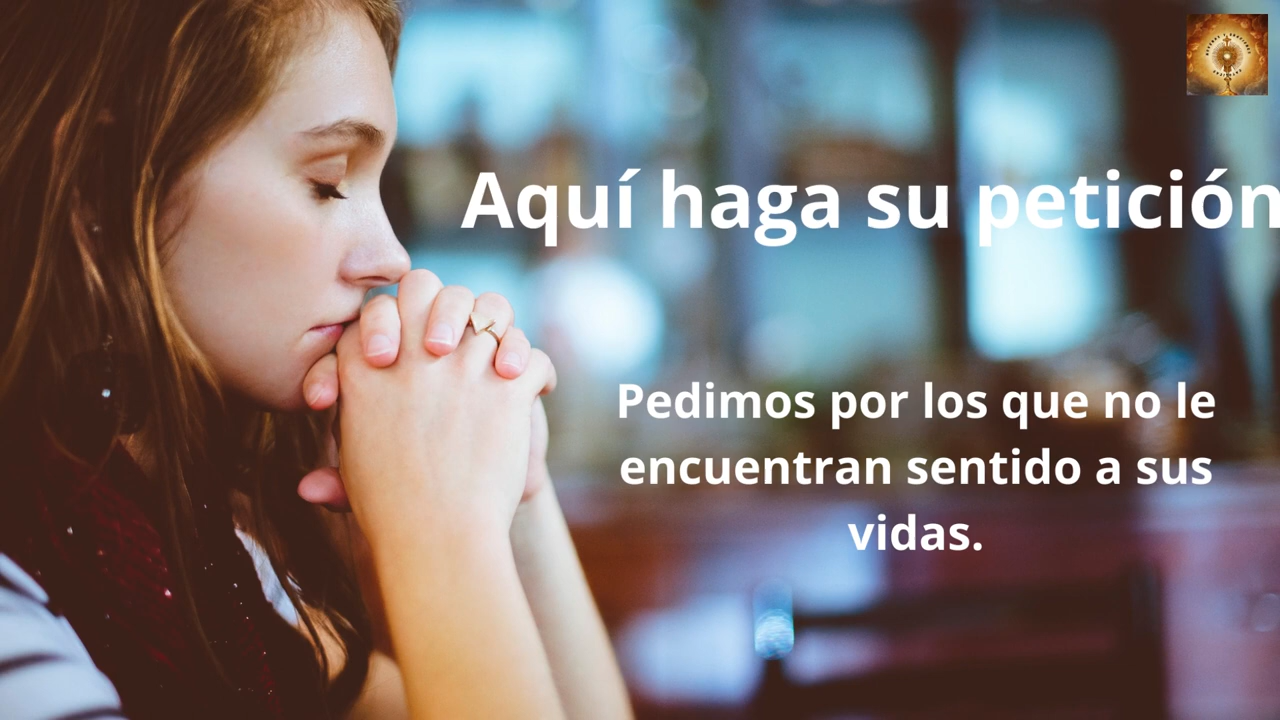 Aquí haga su petición
Pedimos por los que no le
encuentran sentido a sus
vidas.